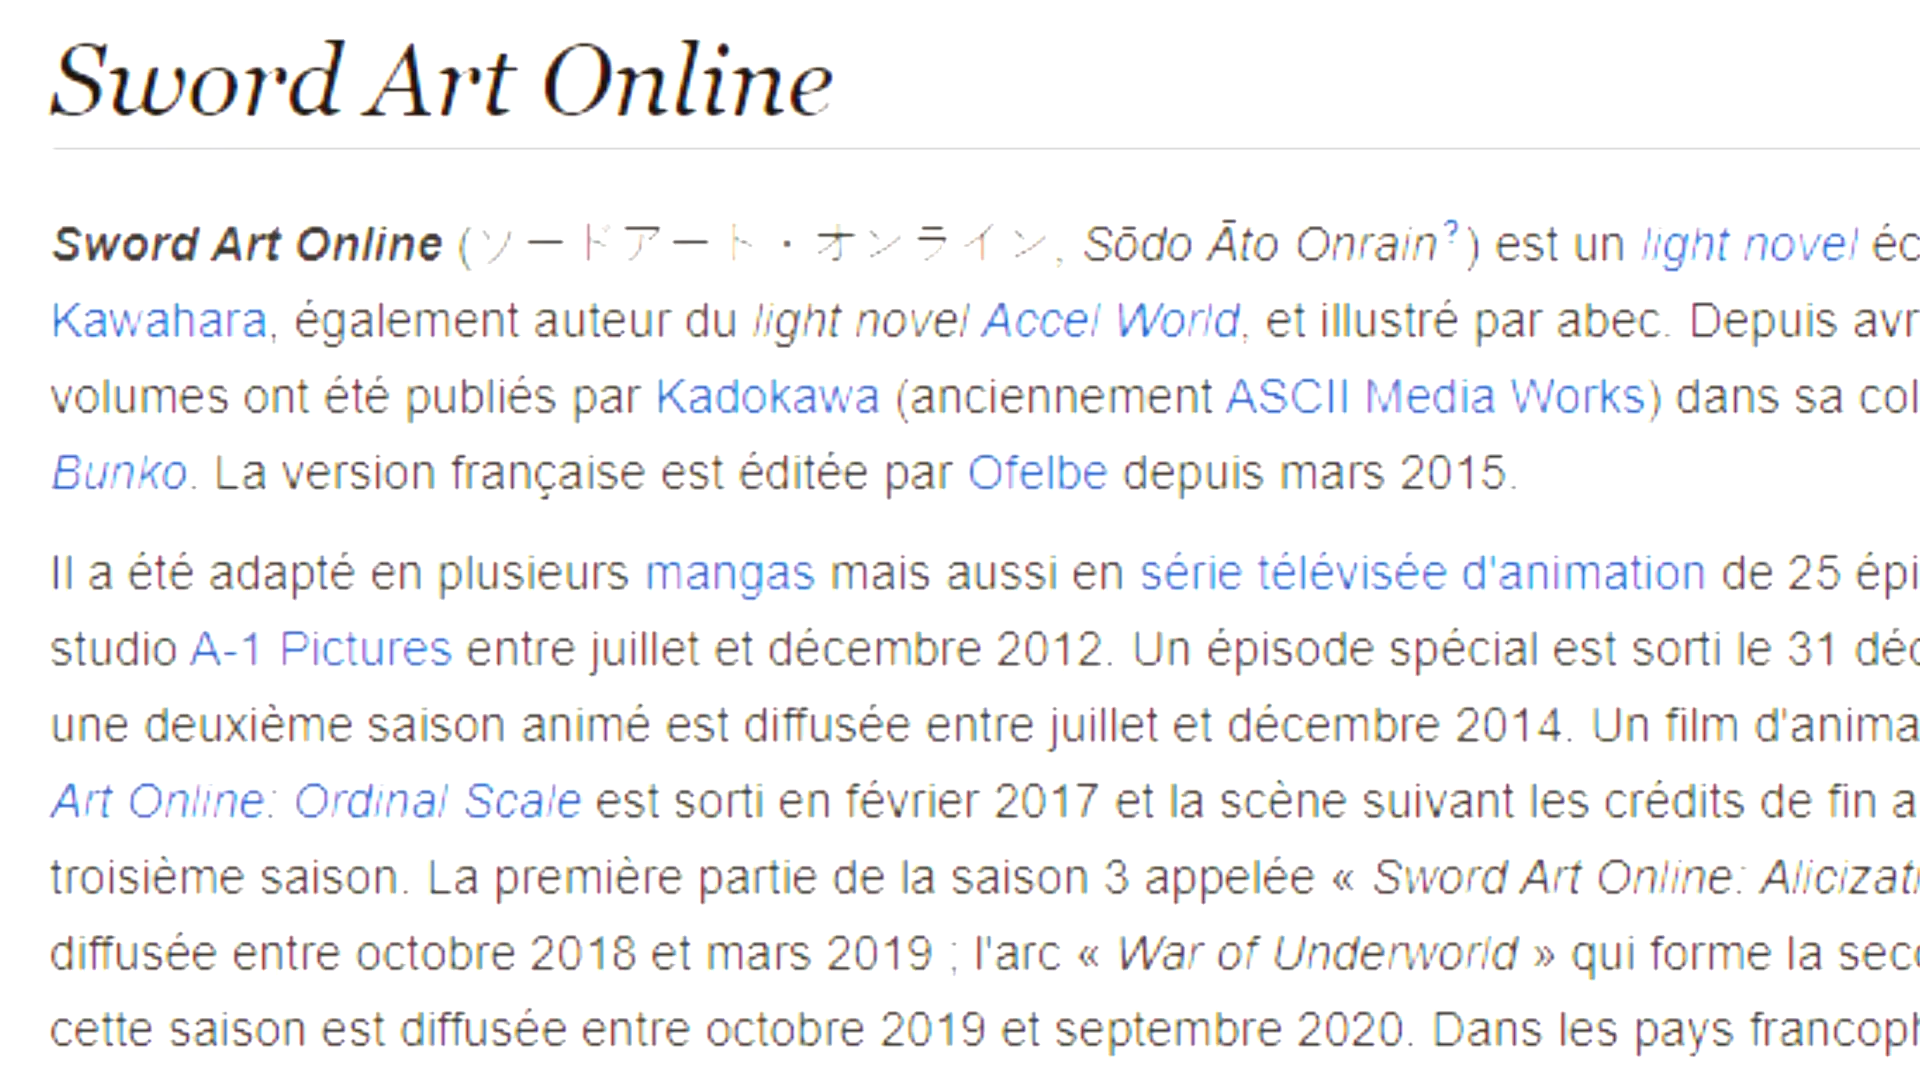 Sword Art Online
Sword Art Online (ソードアート・オンライン, Sōdo Āto Onrain?) est un light novel éc
Kawahara, également auteur du light novel Accel World, et illustré par abec. Depuis avr
volumes ont été publiés par Kadokawa (anciennement ASCII Media Works) dans sa col
Bunko. La version française est éditée par Ofelbe depuis mars 2015.
Il a été adapté en plusieurs mangas mais aussi en série télévisée d'animation de 25 épi
studio A-1 Pictures entre juillet et décembre 2012. Un épisode spécial est sorti le 31 déc
une deuxième saison animé est diffusée entre juillet et décembre 2014. Un film d'anima
Art Online: Ordinal Scale est sorti en février 2017 et la scène suivant les crédits de fin a
troisième saison. La première partie de la saison 3 appelée « Sword Art Online: Alicizati
diffusée entre octobre 2018 et mars 2019 ; l'arc « War of Underworld » qui forme la seco
cette saison est diffusée entre octobre 2019 et septembre 2020. Dans les pays francoph